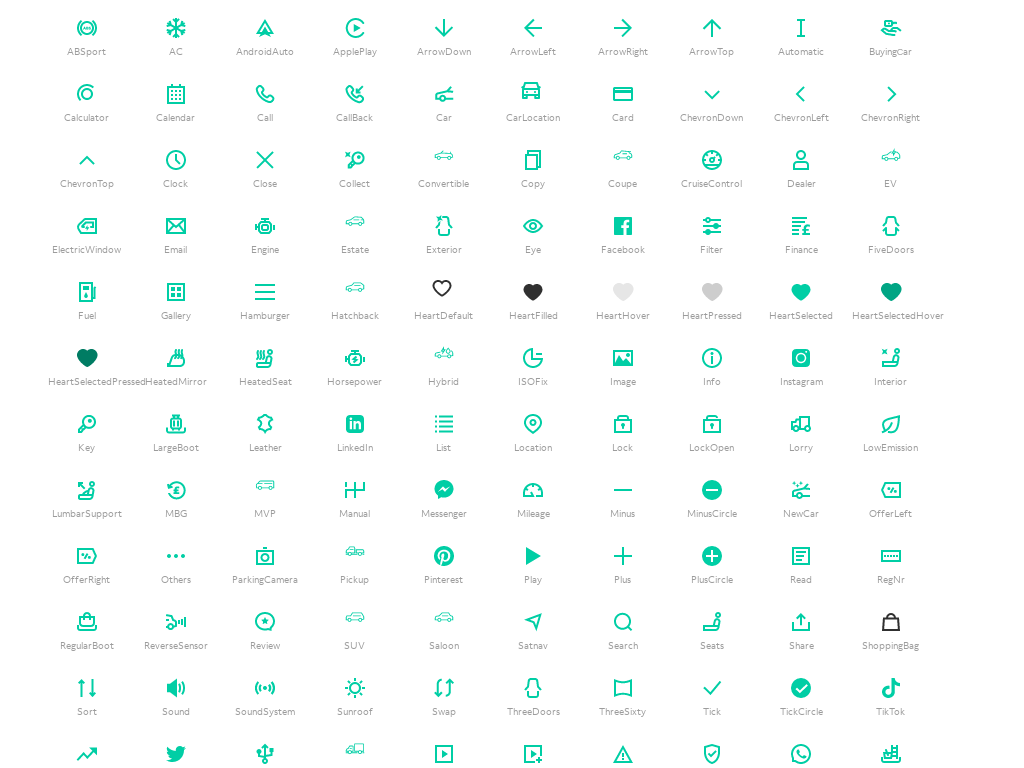 ABSport AC AndroidAuto ApplePlay ArrowDown ArrowLeft ArrowRight ArrowTop Automatic BuyingCar
Calculator Calendar Call CallBack Car CarLocation Card ChevronDown ChevronLeft ChevronRight
ChevronTop Clock Close Collect Convertible Copy Coupe CruiseControl Dealer EV
ElectricWindow Email Engine Estate Exterior Eye Facebook Filter Finance FiveDoors
Fuel Gallery Hamburger Hatchback HeartDefault HeartFilled HeartHover HeartPressed HeartSelected HeartSelectedHover
HeartSelectedPressed HeatedMirror HeatedSeat Horsepower Hybrid ISOFix Image Info Instagram Interior
Key LargeBoot Leather LinkedIn List Location Lock LockOpen Lorry LowEmission
LumbarSupport MBG MVP Manual Messenger Mileage Minus MinusCircle NewCar OfferLeft
OfferRight Others ParkingCamera Pickup Pinterest Play Plus PlusCircle Read RegNr
RegularBoot ReverseSensor Review SUV Saloon Satnav Search Seats Share ShoppingBag
Sort Sound SoundSystem Sunroof Swap ThreeDoors ThreeSixty Tick TickCircle TikTok